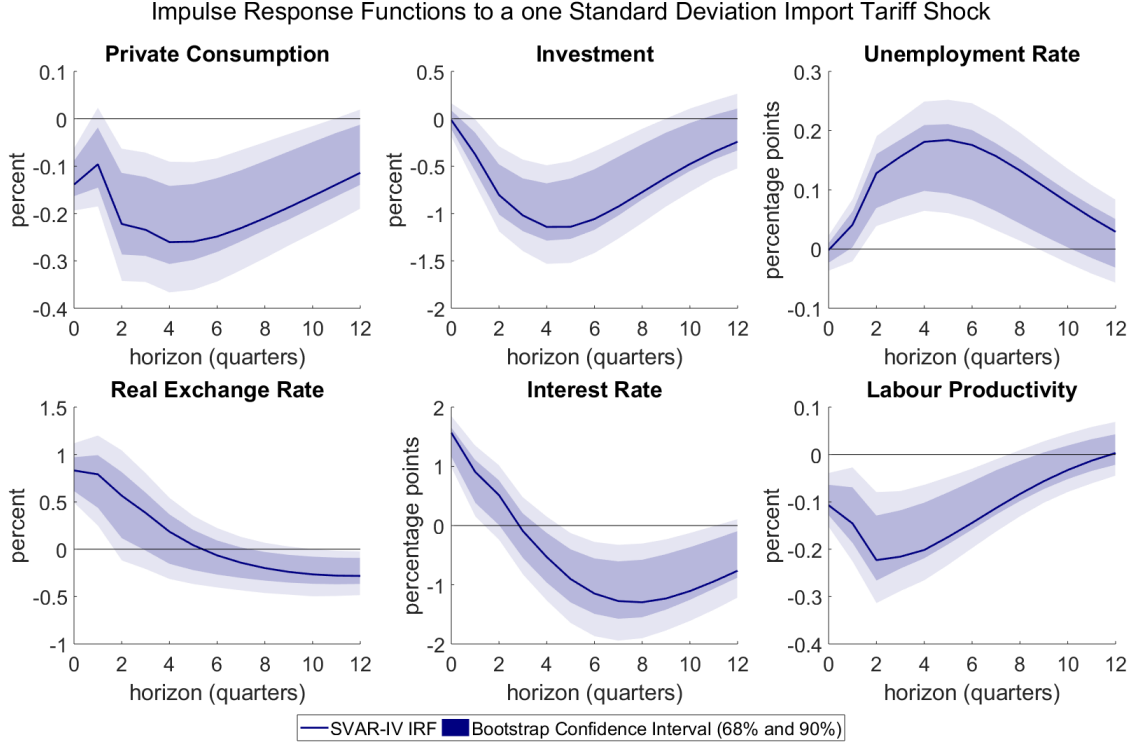 Impulse Response Functions to a one Standard Deviation Import Tariff Shock
Private Consumption
0.1
0
-0.1
-0.2
-0.3
-0.4
percent
0 2 4 6 8 10 12
horizon (quarters)
Investment
0.5
0
-0.5
-1
-1.5
-2
percent
0 2 4 6 8 10 12
horizon (quarters)
Unemployment Rate
0.3
0.2
0.1
0
-0.1
percentage points
0 2 4 6 8 10 12
horizon (quarters)
Real Exchange Rate
1.5
1
0.5
0
-0.5
-1
percent
0 2 4 6 8 10 12
horizon (quarters)
Interest Rate
2
1
0
-1
-2
percentage points
0 2 4 6 8 10 12
horizon (quarters)
Labour Productivity
0.1
0
-0.1
-0.2
-0.3
-0.4
percent
0 2 4 6 8 10 12
horizon (quarters)
SVAR-IV IRF
Bootstrap Confidence Interval (68% and 90%)